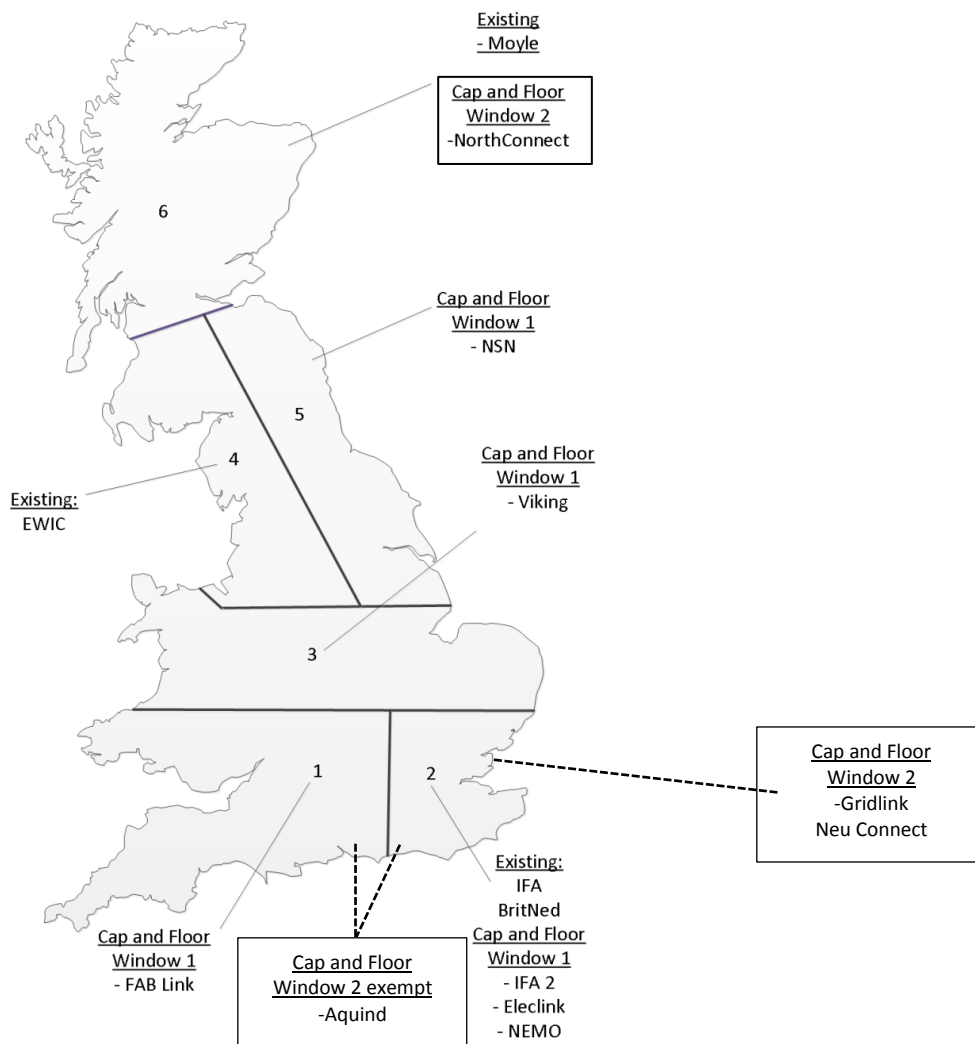 Existing
- Moyle
Cap and Floor
Window 2
-NorthConnect
6
Cap and Floor
Window 1
- NSN
5
4
Cap and Floor
Window 1
- Viking
Existing:
EWIC
3
Cap and Floor
Window 2
-Gridlink
Neu Connect
1
2
Existing:
IFA
BritNed
Cap and Floor
Window 1
- IFA 2
- Eleclink
- NEMO
Cap and Floor
Window 1
- FAB Link
Cap and Floor
Window 2 exempt
-Aquind